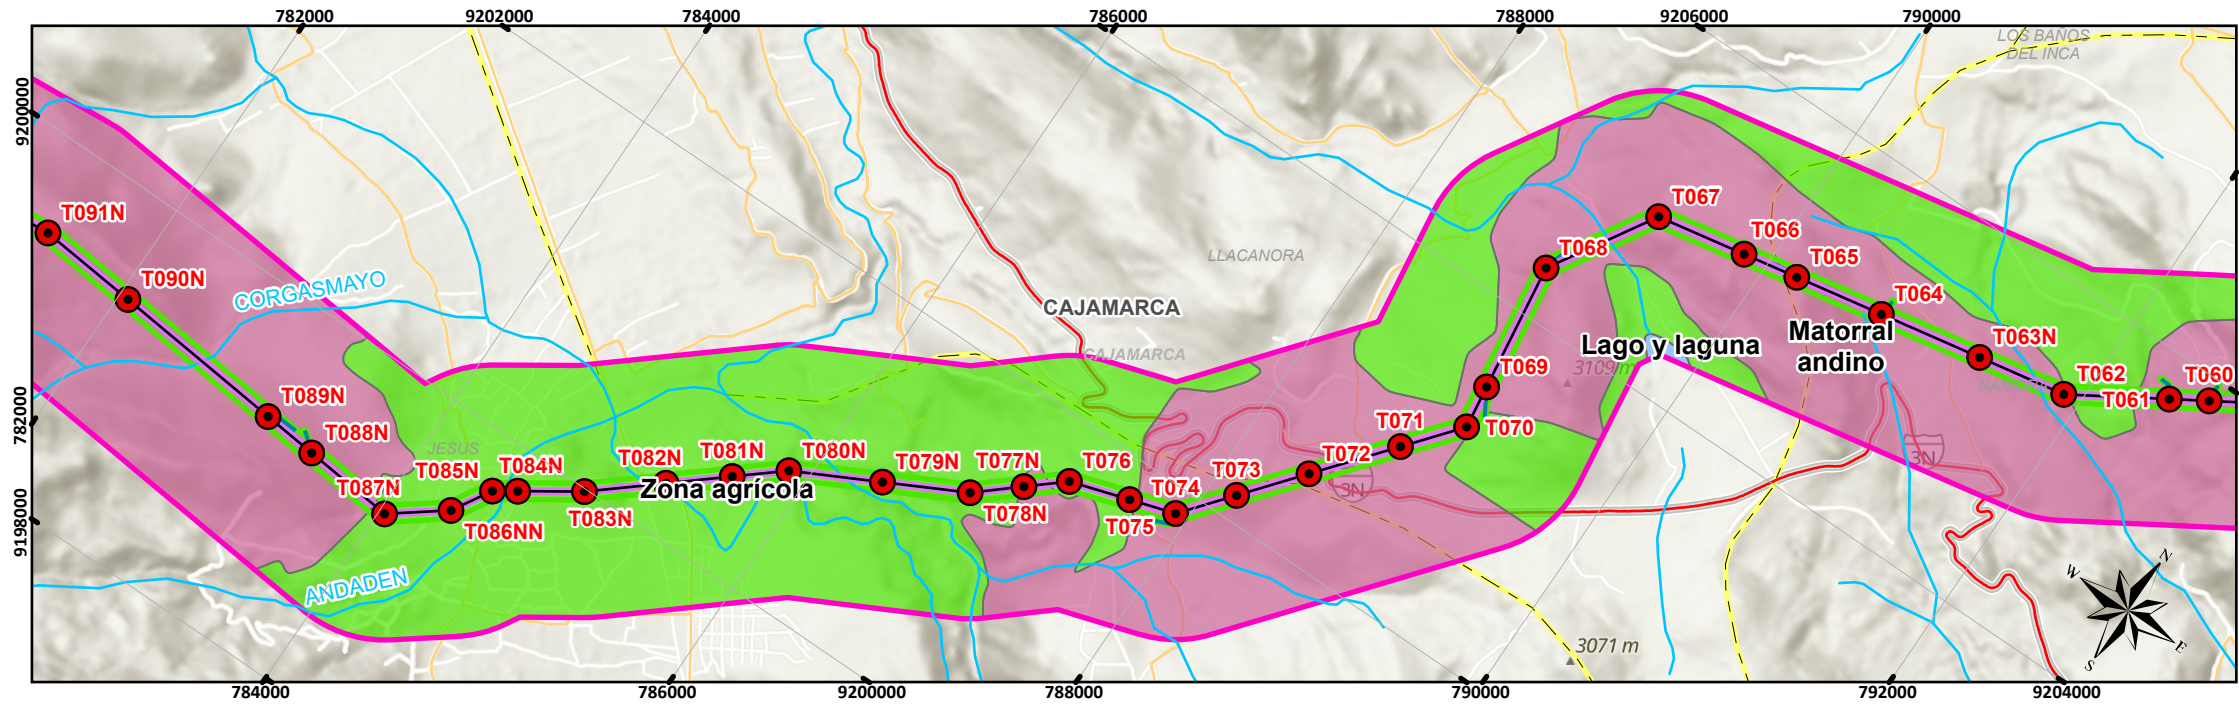 782000
9202000
784000
786000
788000
9206000
790000
LOS BAÑOS
DEL INCA
9200000
T091N
T067
T066
T068
T065
LLACANORA
T090N
CORGASMAYO
T064
CAJAMARCA
Matorral
andino
Lago y laguna
T063N
CAJAMARCA
3109 m
T069
T062
T061
T060
T089N
782000
T088N
T071
T070
JESUS
T085N
T084N
T082N
T081N
T080N
T079N
T077N
T076
T072
3N
T087N
Zona agrícola
T073
T074
3N
T086NN
T083N
T078N
T075
9198000
ANDADEN
N
W
E
S
3071 m
784000
786000
9200000
788000
790000
792000
9204000